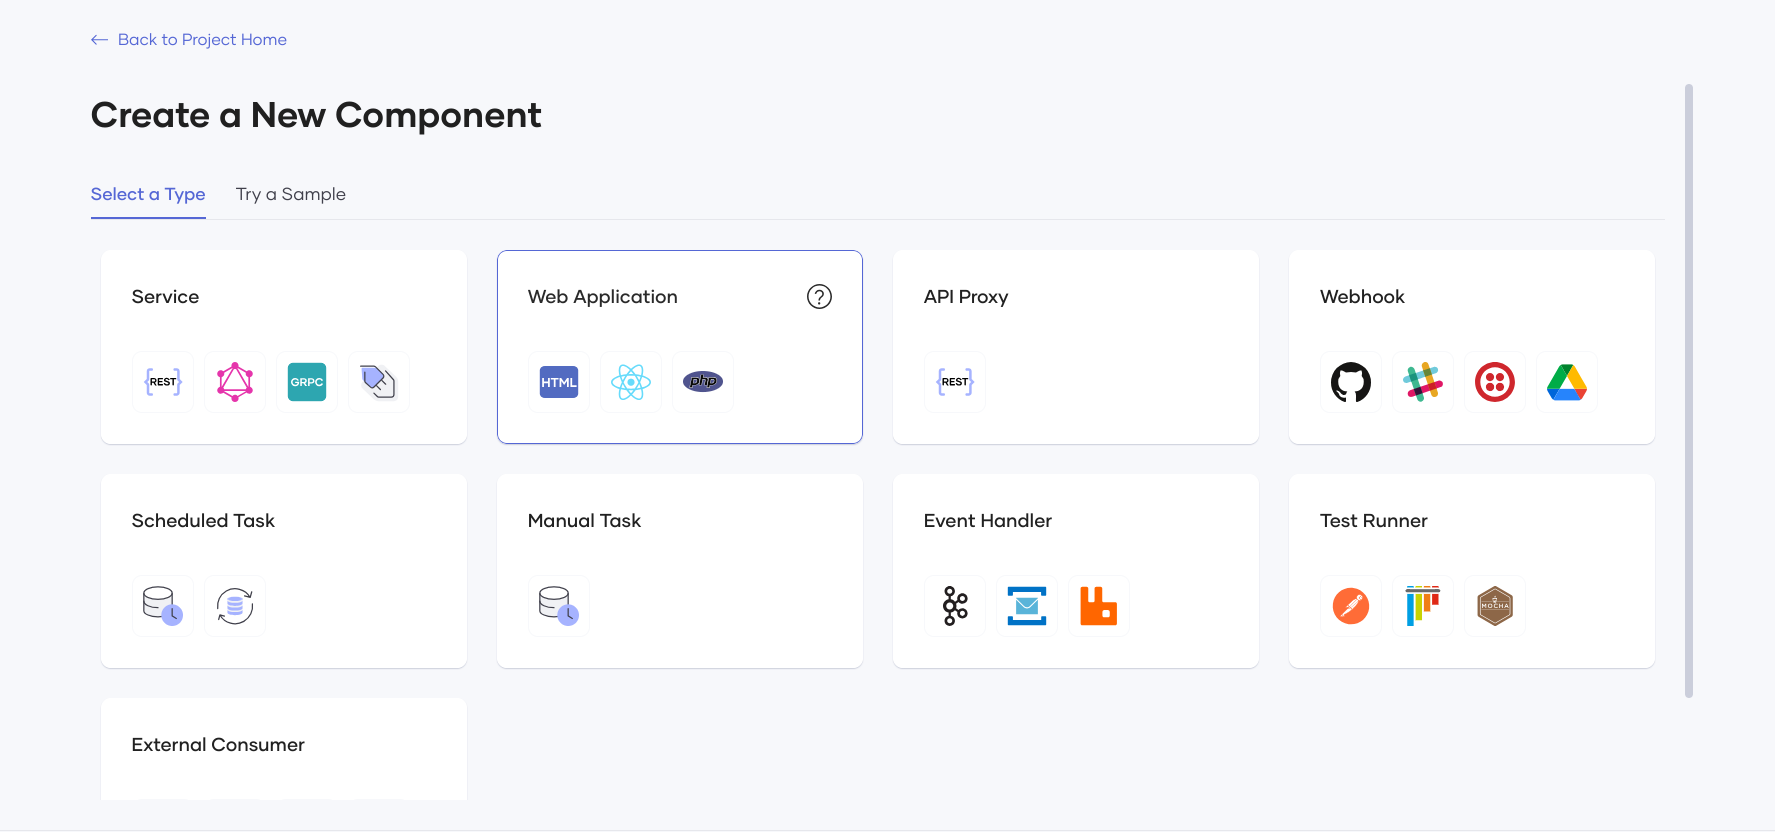 Back to Project Home
Create a New Component
Select a Type Try a Sample
Service
Web Application ?
API Proxy
Webhook
REST GRPC
HTML php
REST
Scheduled Task
Manual Task
Event Handler
Test Runner
MOCHA
External Consumer